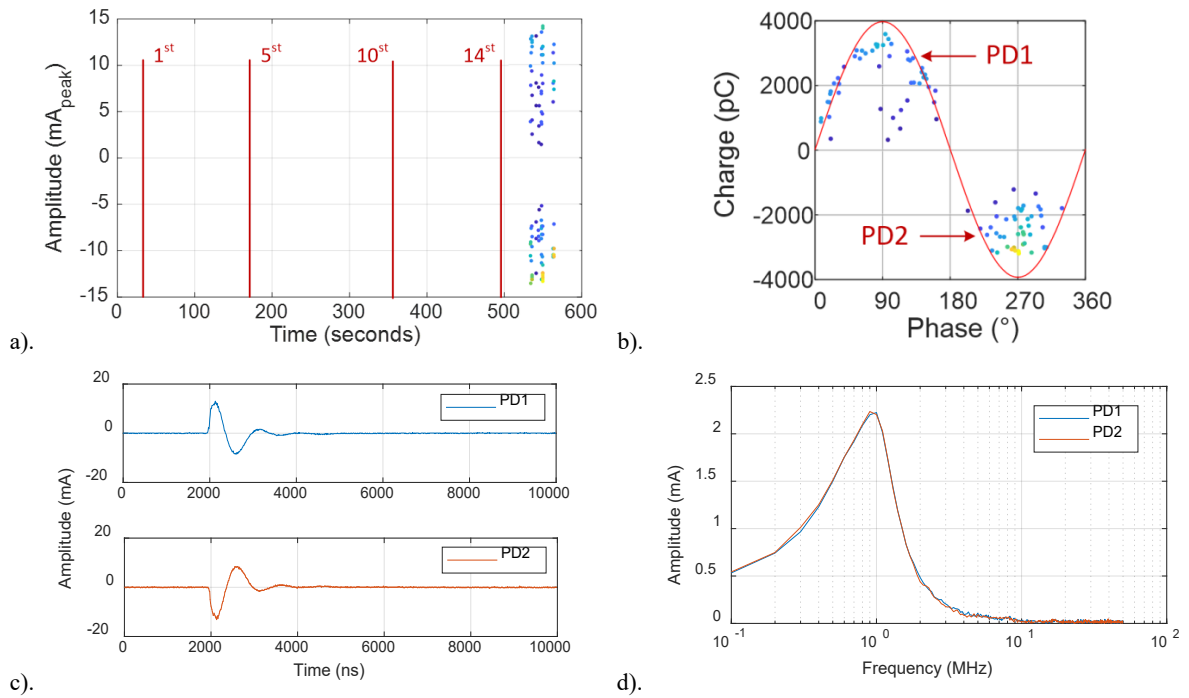 15
10
5
0
-5
-10
-15
Amplitude (mA_peak)
1^st
5^st
10^st
14^st
0 100 200 300 400 500 600
Time (seconds)
a).
4000
2000
0
-2000
-4000
Charge (pC)
PD1
PD2
0 90 180 270 360
Phase (°)
b).
20
0
-20
PD1
0 2000 4000 6000 8000 10000
20
0
-20
PD2
0 2000 4000 6000 8000 10000
Amplitude (mA)
Time (ns)
c).
2.5
2
1.5
1
0.5
0
Amplitude (mA)
PD1
PD2
10^-1 10^0 10^1 10^2
Frequency (MHz)
d).